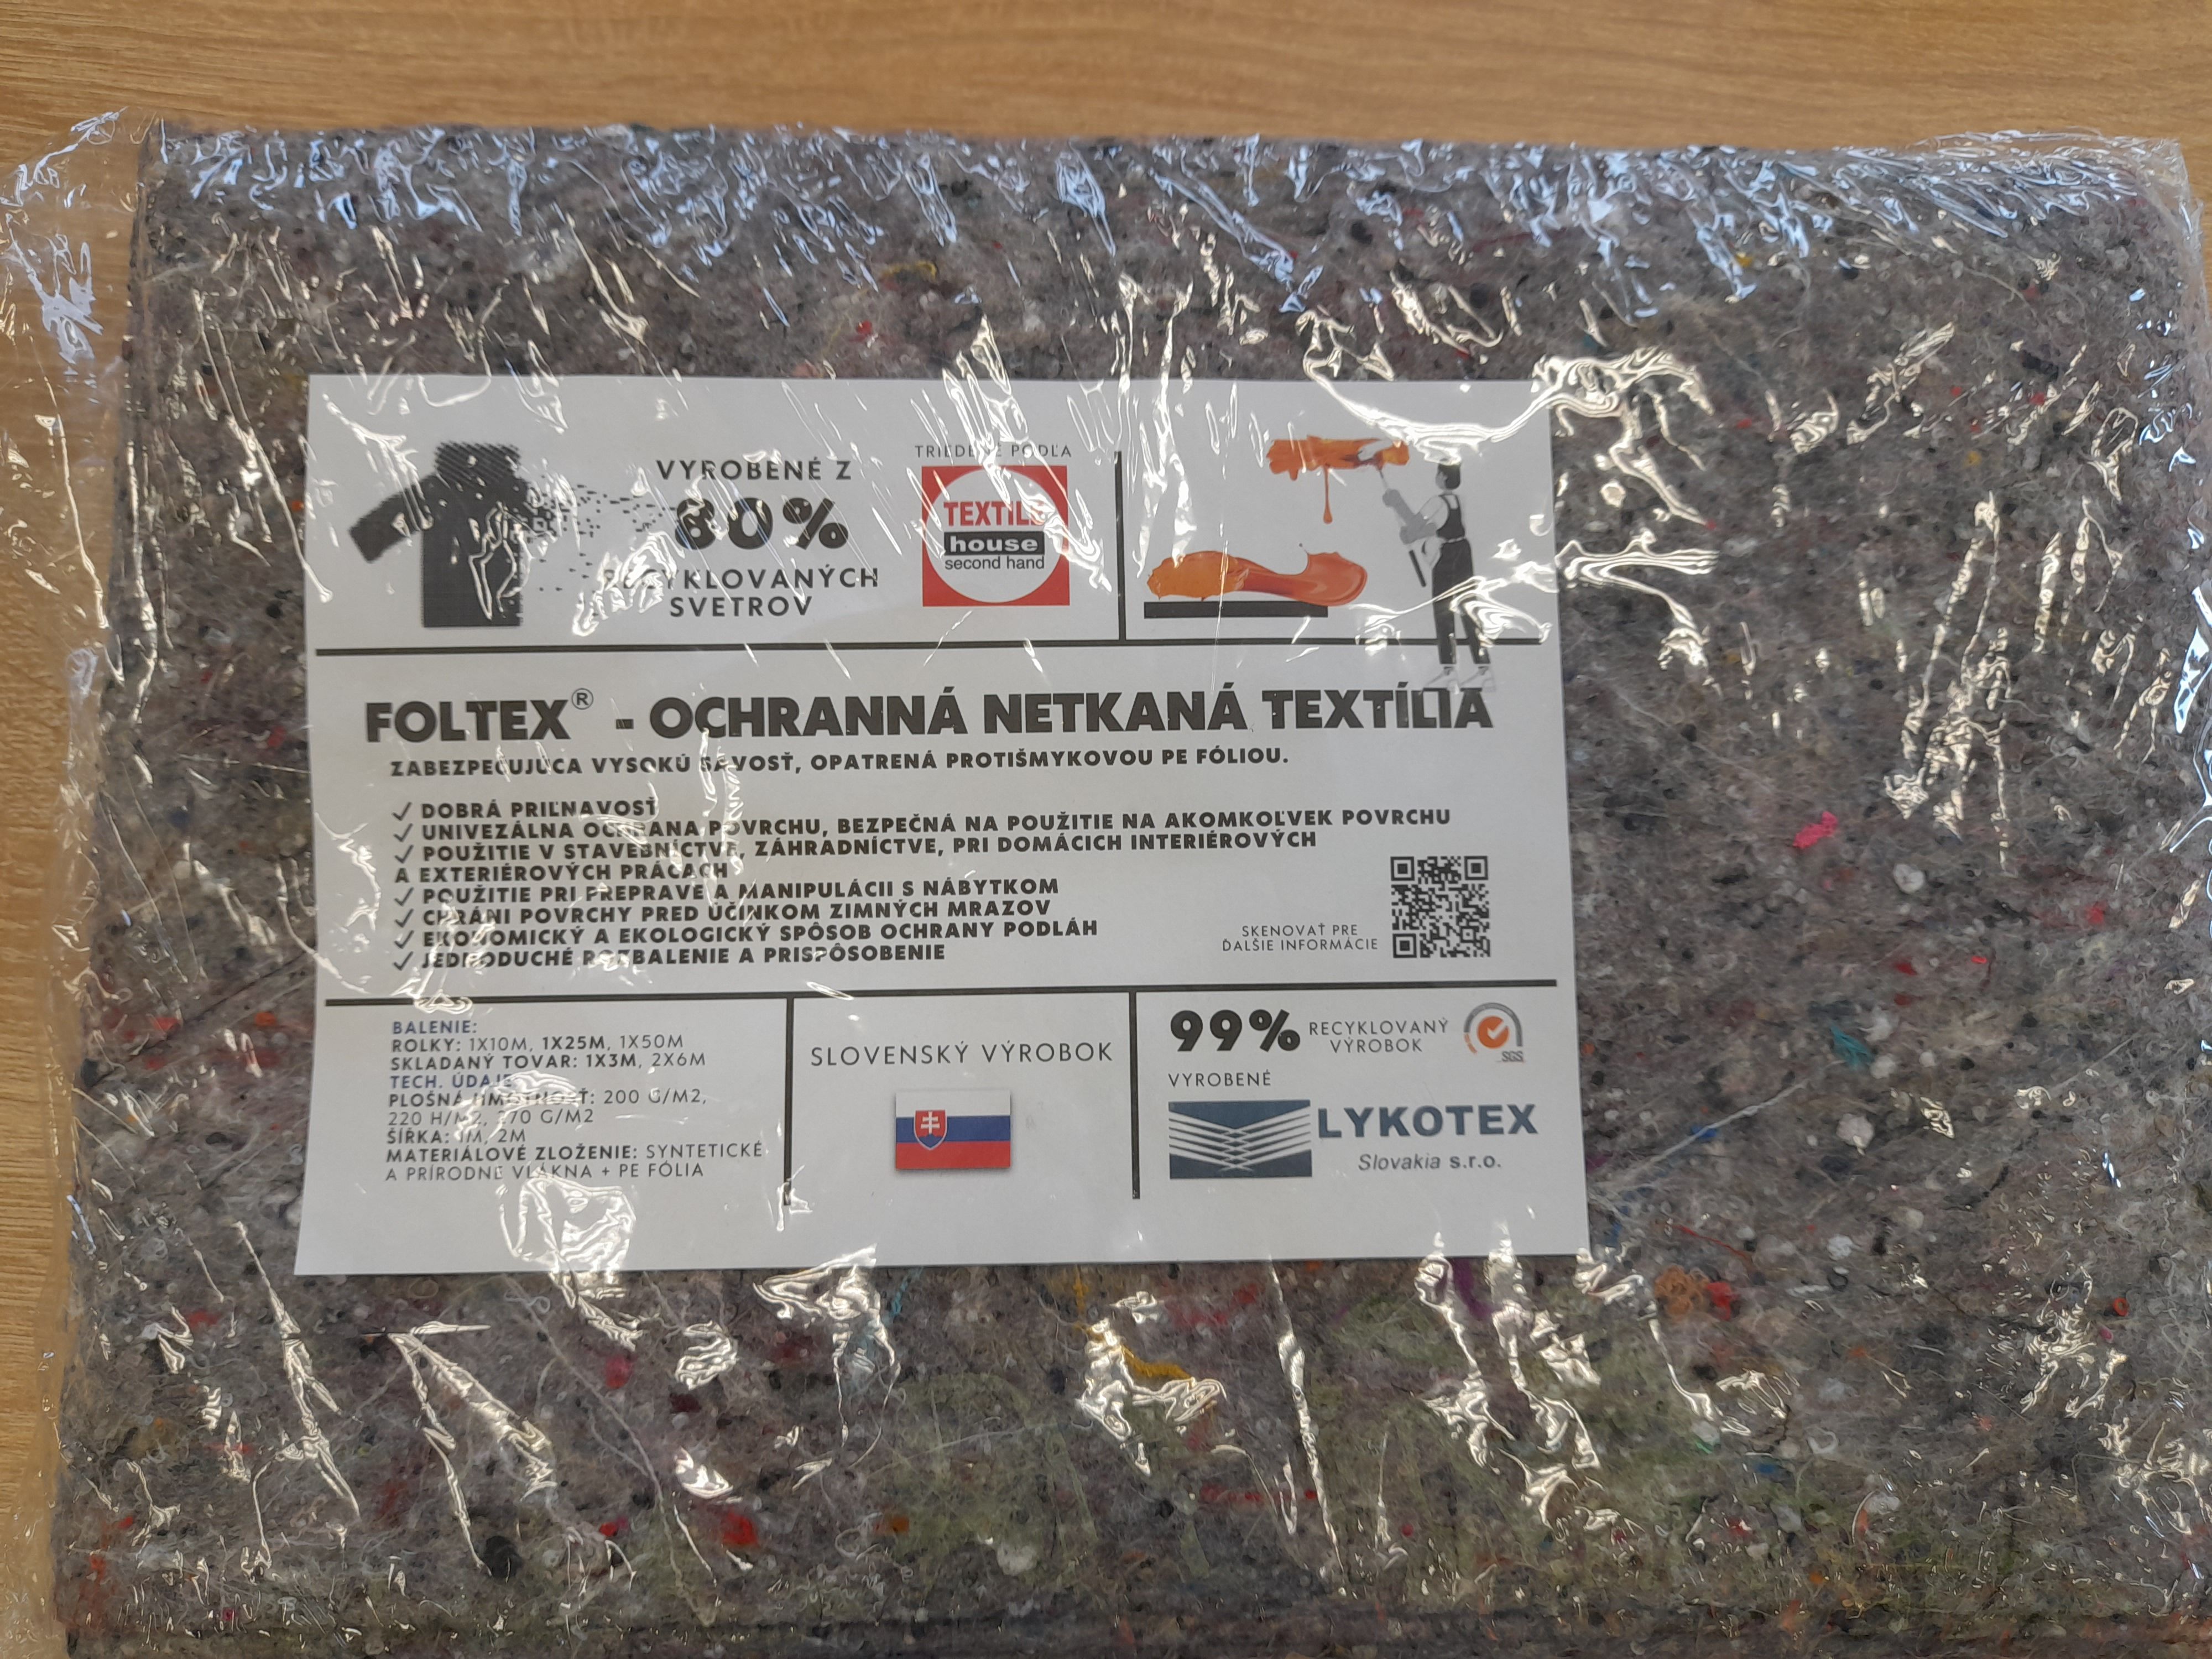 VYROBENÉ Z
80%
RECYKLOVANÝCH
SVETROV
TRIEDENÉ PODĽA
TEXTILE
house
second hand
FOLTEX® - OCHRANNÁ NETKANÁ TEXTÍLIA
ZABEZPEČUJÚCA VYSOKÚ SAVOSŤ, OPATRENÁ PROTIŠMYKOVOU PE FÓLIOU.
✓ DOBRÁ PRIĽNAVOSŤ
✓ UNIVEZÁLNA OCHRANA POVRCHU, BEZPEČNÁ NA POUŽITIE NA AKOMKOĽVEK POVRCHU
✓ POUŽITIE V STAVEBNÍCTVE, ZÁHRADNÍCTVE, PRI DOMÁCICH INTERIÉROVÝCH
A EXTERIÉROVÝCH PRÁCACH
✓ POUŽITIE PRI PREPRAVE A MANIPULÁCII S NÁBYTKOM
✓ CHRÁNI POVRCHY PRED ÚČINKOM ZIMNÝCH MRAZOV
✓ EKONOMICKÝ A EKOLOGICKÝ SPÔSOB OCHRANY PODLÁH
✓ JEDNODUCHÉ ROZBALENIE A PRISPÔSOBENIE
SKENOVAŤ PRE
ĎALŠIE INFORMÁCIE
BALENIE:
ROLKY: 1X10M, 1X25M, 1X50M
SKLADANÝ TOVAR: 1X3M, 2X6M
TECH. ÚDAJE
PLOŠNÁ HMOTNOSŤ: 200 G/M2,
220 H/M2, 270 G/M2
ŠÍRKA: 1M, 2M
MATERIÁLOVÉ ZLOŽENIE: SYNTETICKÉ
A PRÍRODNE VLÁKNA + PE FÓLIA
SLOVENSKÝ VÝROBOK
99% RECYKLOVANÝ
VÝROBOK
SGS
VYROBENÉ
LYKOTEX
Slovakia s.r.o.